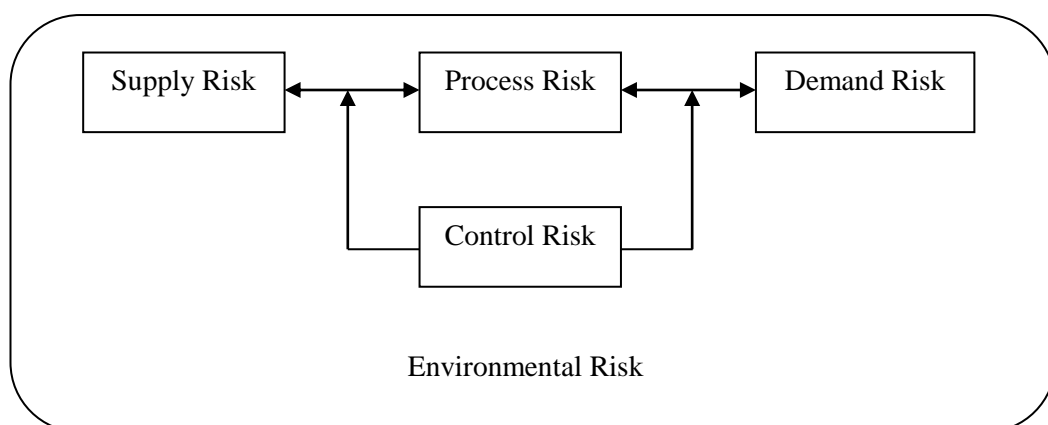 Supply Risk
Process Risk
Demand Risk
Control Risk
Environmental Risk